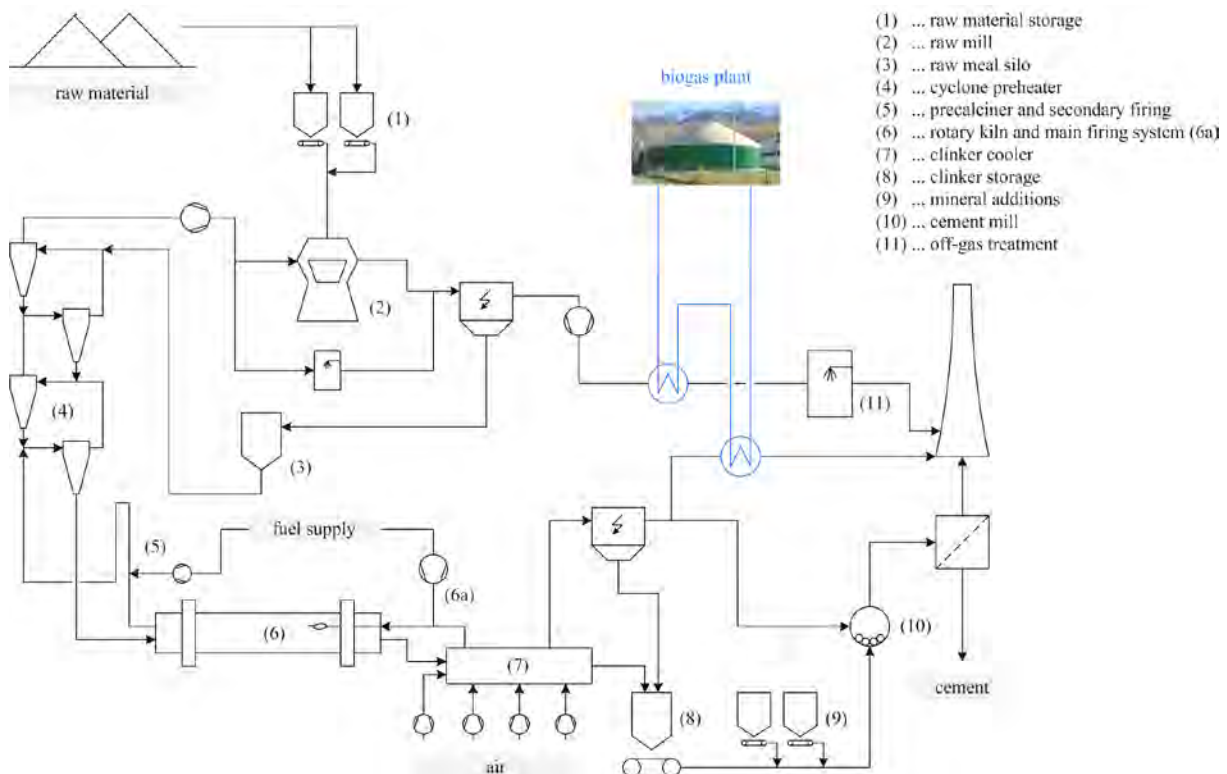 (1) ... raw material storage
(2) ... raw mill
(3) ... raw meal silo
(4) ... cyclone preheater
(5) ... precalciner and secondary firing
(6) ... rotary kiln and main firing system (6a)
(7) ... clinker cooler
(8) ... clinker storage
(9) ... mineral additions
(10) ... cement mill
(11) ... off-gas treatment
raw material
(1)
biogas plant
(2)
(4)
(3)
(11)
fuel supply
(5)
(6a)
(6)
(7)
(10)
(8)
(9)
cement
air